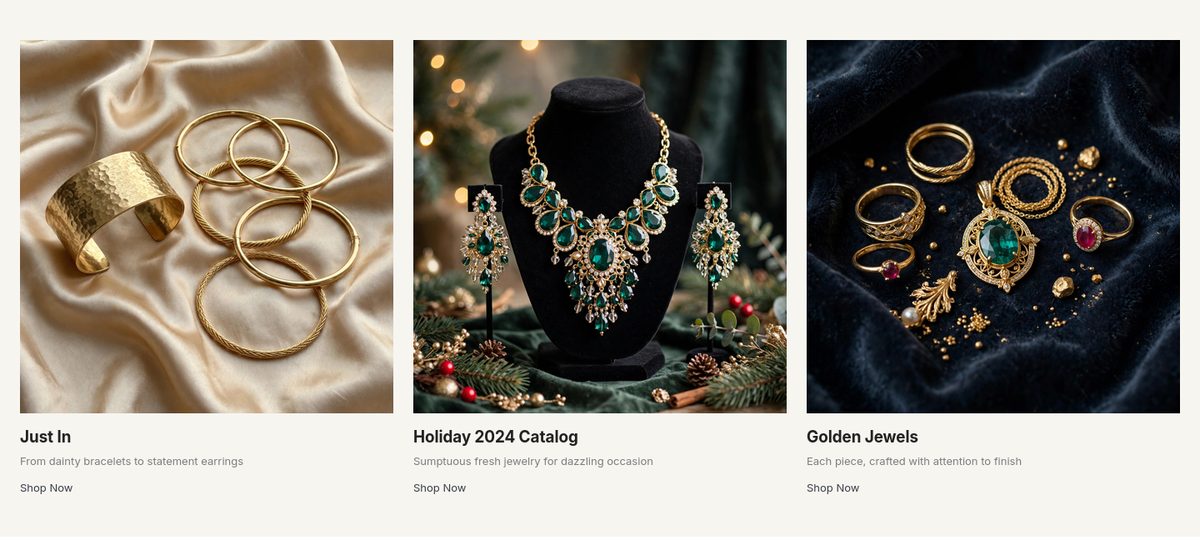 Just In
From dainty bracelets to statement earrings
Shop Now
Holiday 2024 Catalog
Sumptuous fresh jewelry for dazzling occasion
Shop Now
Golden Jewels
Each piece, crafted with attention to finish
Shop Now